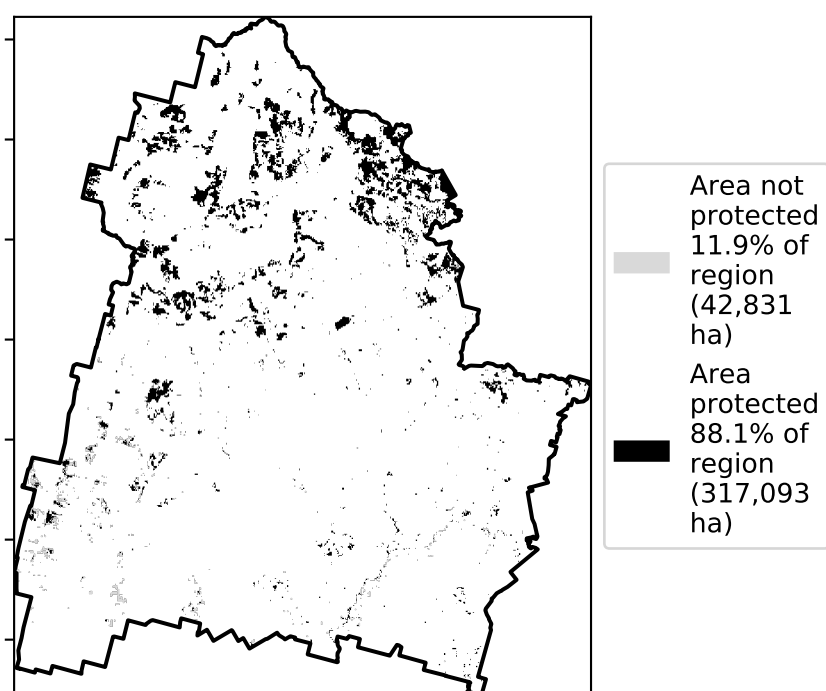 Area not
protected
11.9% of
region
(42,831
ha)
Area
protected
88.1% of
region
(317,093
ha)